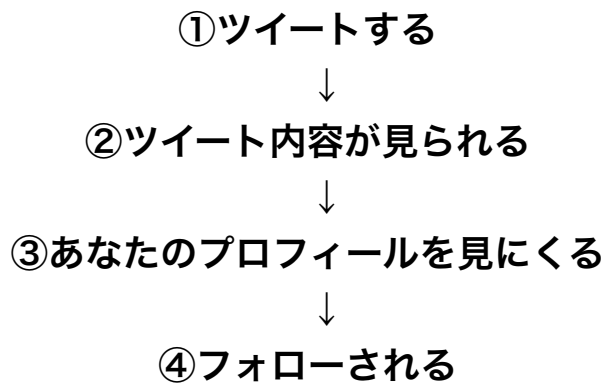 ①ツイートする
↓
②ツイート内容が見られる
↓
③あなたのプロフィールを見にくる
↓
④フォローされる